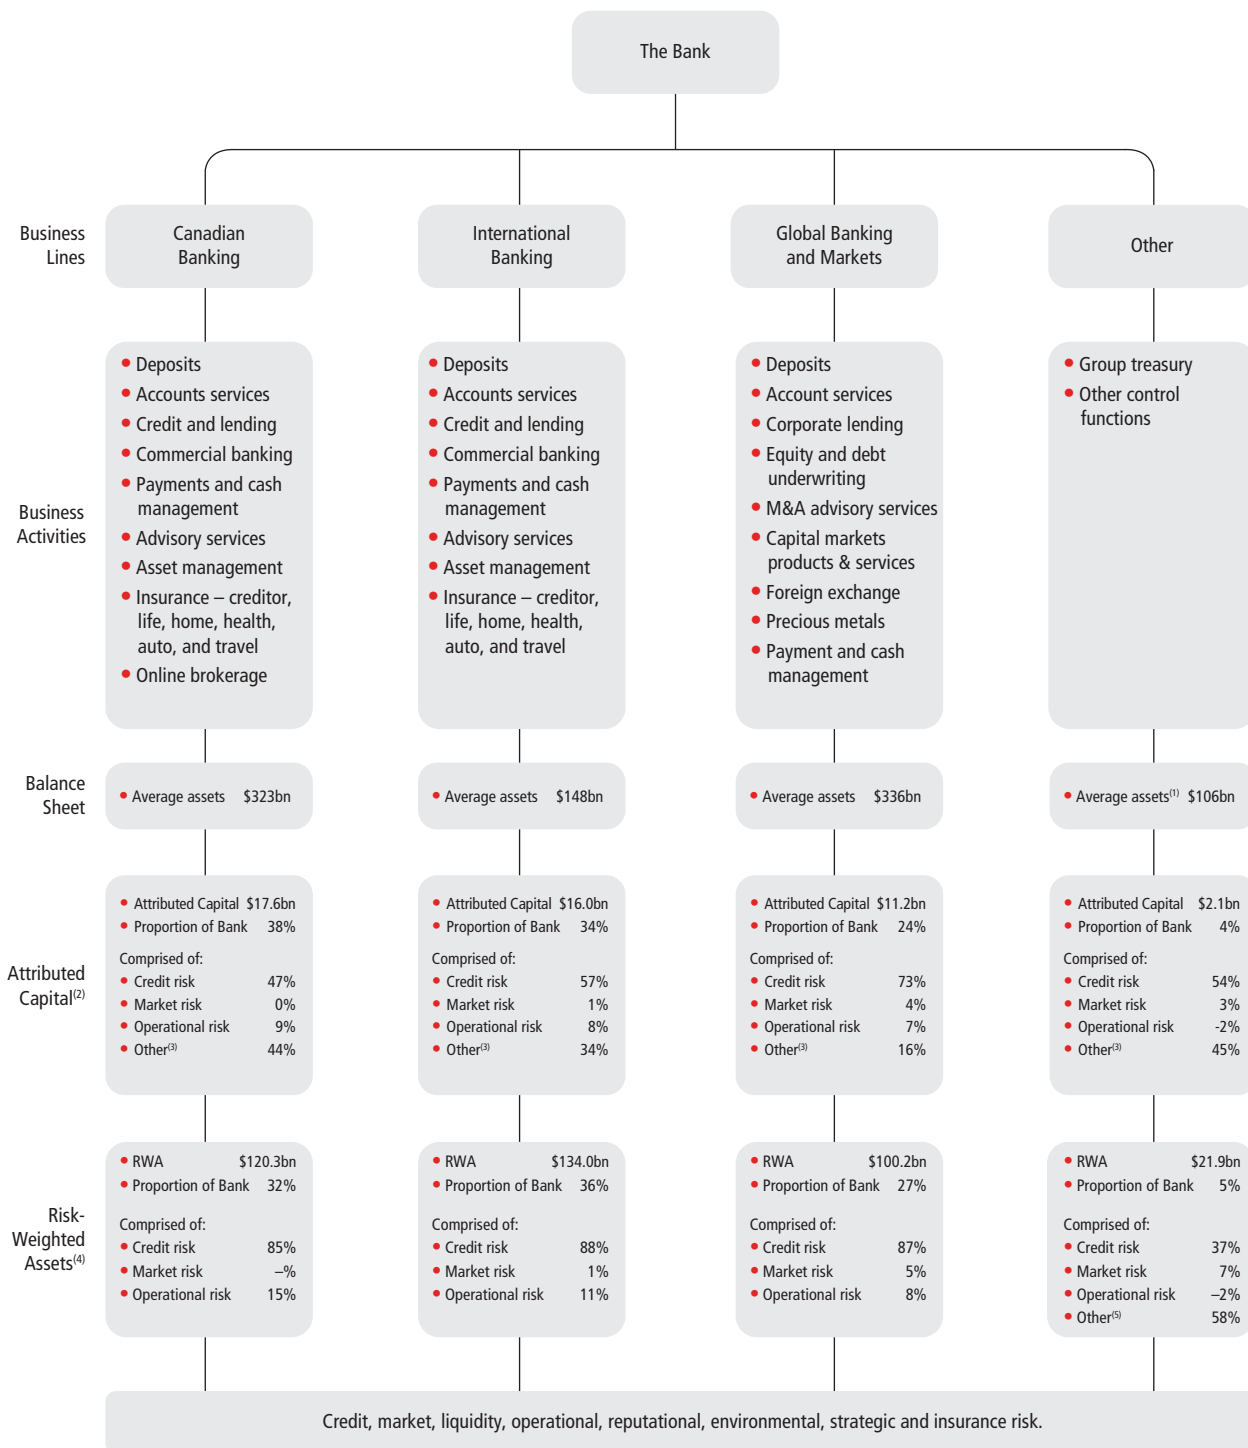 The Bank
Business
Lines
Canadian
Banking
International
Banking
Global Banking
and Markets
Other
Business
Activities
• Deposits
• Accounts services
• Credit and lending
• Commercial banking
• Payments and cash
management
• Advisory services
• Asset management
• Insurance – creditor,
life, home, health,
auto, and travel
• Online brokerage
• Deposits
• Accounts services
• Credit and lending
• Commercial banking
• Payments and cash
management
• Advisory services
• Asset management
• Insurance – creditor,
life, home, health,
auto, and travel
• Deposits
• Account services
• Corporate lending
• Equity and debt
underwriting
• M&A advisory services
• Capital markets
products & services
• Foreign exchange
• Precious metals
• Payment and cash
management
• Group treasury
• Other control
functions
Balance
Sheet
• Average assets $323bn
• Average assets $148bn
• Average assets $336bn
• Average assets(1) $106bn
Attributed
Capital(2)
• Attributed Capital $17.6bn
• Proportion of Bank 38%
Comprised of:
• Credit risk 47%
• Market risk 0%
• Operational risk 9%
• Other(3) 44%
• Attributed Capital $16.0bn
• Proportion of Bank 34%
Comprised of:
• Credit risk 57%
• Market risk 1%
• Operational risk 8%
• Other(3) 34%
• Attributed Capital $11.2bn
• Proportion of Bank 24%
Comprised of:
• Credit risk 73%
• Market risk 4%
• Operational risk 7%
• Other(3) 16%
• Attributed Capital $2.1bn
• Proportion of Bank 4%
Comprised of:
• Credit risk 54%
• Market risk 3%
• Operational risk -2%
• Other(3) 45%
Risk-
Weighted
Assets(4)
• RWA $120.3bn
• Proportion of Bank 32%
Comprised of:
• Credit risk 85%
• Market risk –%
• Operational risk 15%
• RWA $134.0bn
• Proportion of Bank 36%
Comprised of:
• Credit risk 88%
• Market risk 1%
• Operational risk 11%
• RWA $100.2bn
• Proportion of Bank 27%
Comprised of:
• Credit risk 87%
• Market risk 5%
• Operational risk 8%
• RWA $21.9bn
• Proportion of Bank 5%
Comprised of:
• Credit risk 37%
• Market risk 7%
• Operational risk –2%
• Other(5) 58%
Credit, market, liquidity, operational, reputational, environmental, strategic and insurance risk.